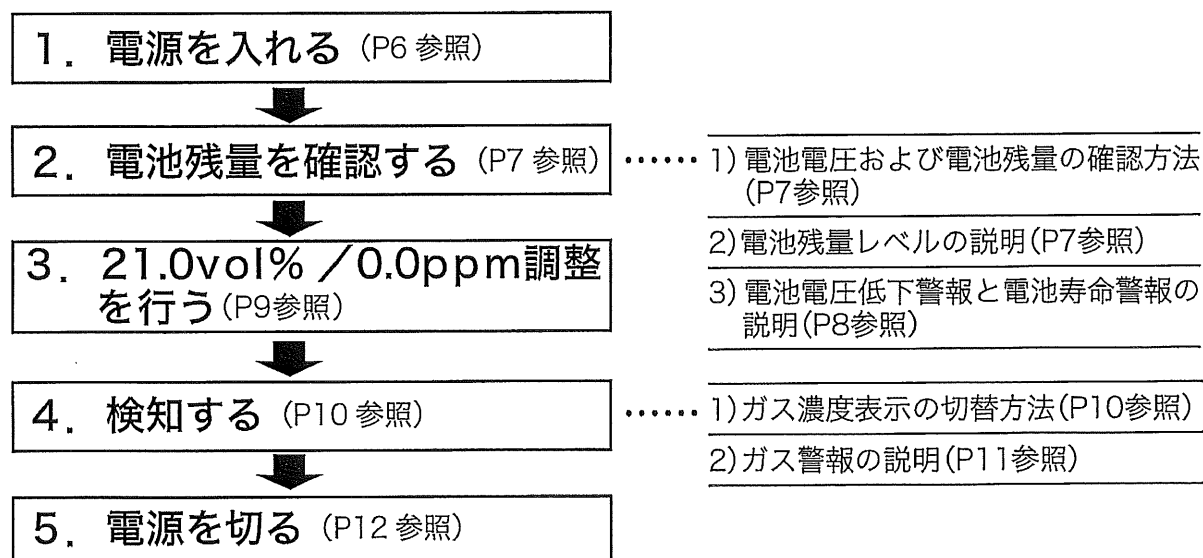 1. 電源を入れる (P6 参照)
2. 電池残量を確認する (P7 参照)
…… 1) 電池電圧および電池残量の確認方法
(P7参照)
2)電池残量レベルの説明(P7参照)
3) 電池電圧低下警報と電池寿命警報の
説明(P8参照)
3. 21.0vol%/0.0ppm調整
を行う(P9参照)
4. 検知する (P10 参照)
…… 1)ガス濃度表示の切替方法(P10参照)
2)ガス警報の説明(P11参照)
5. 電源を切る (P12 参照)